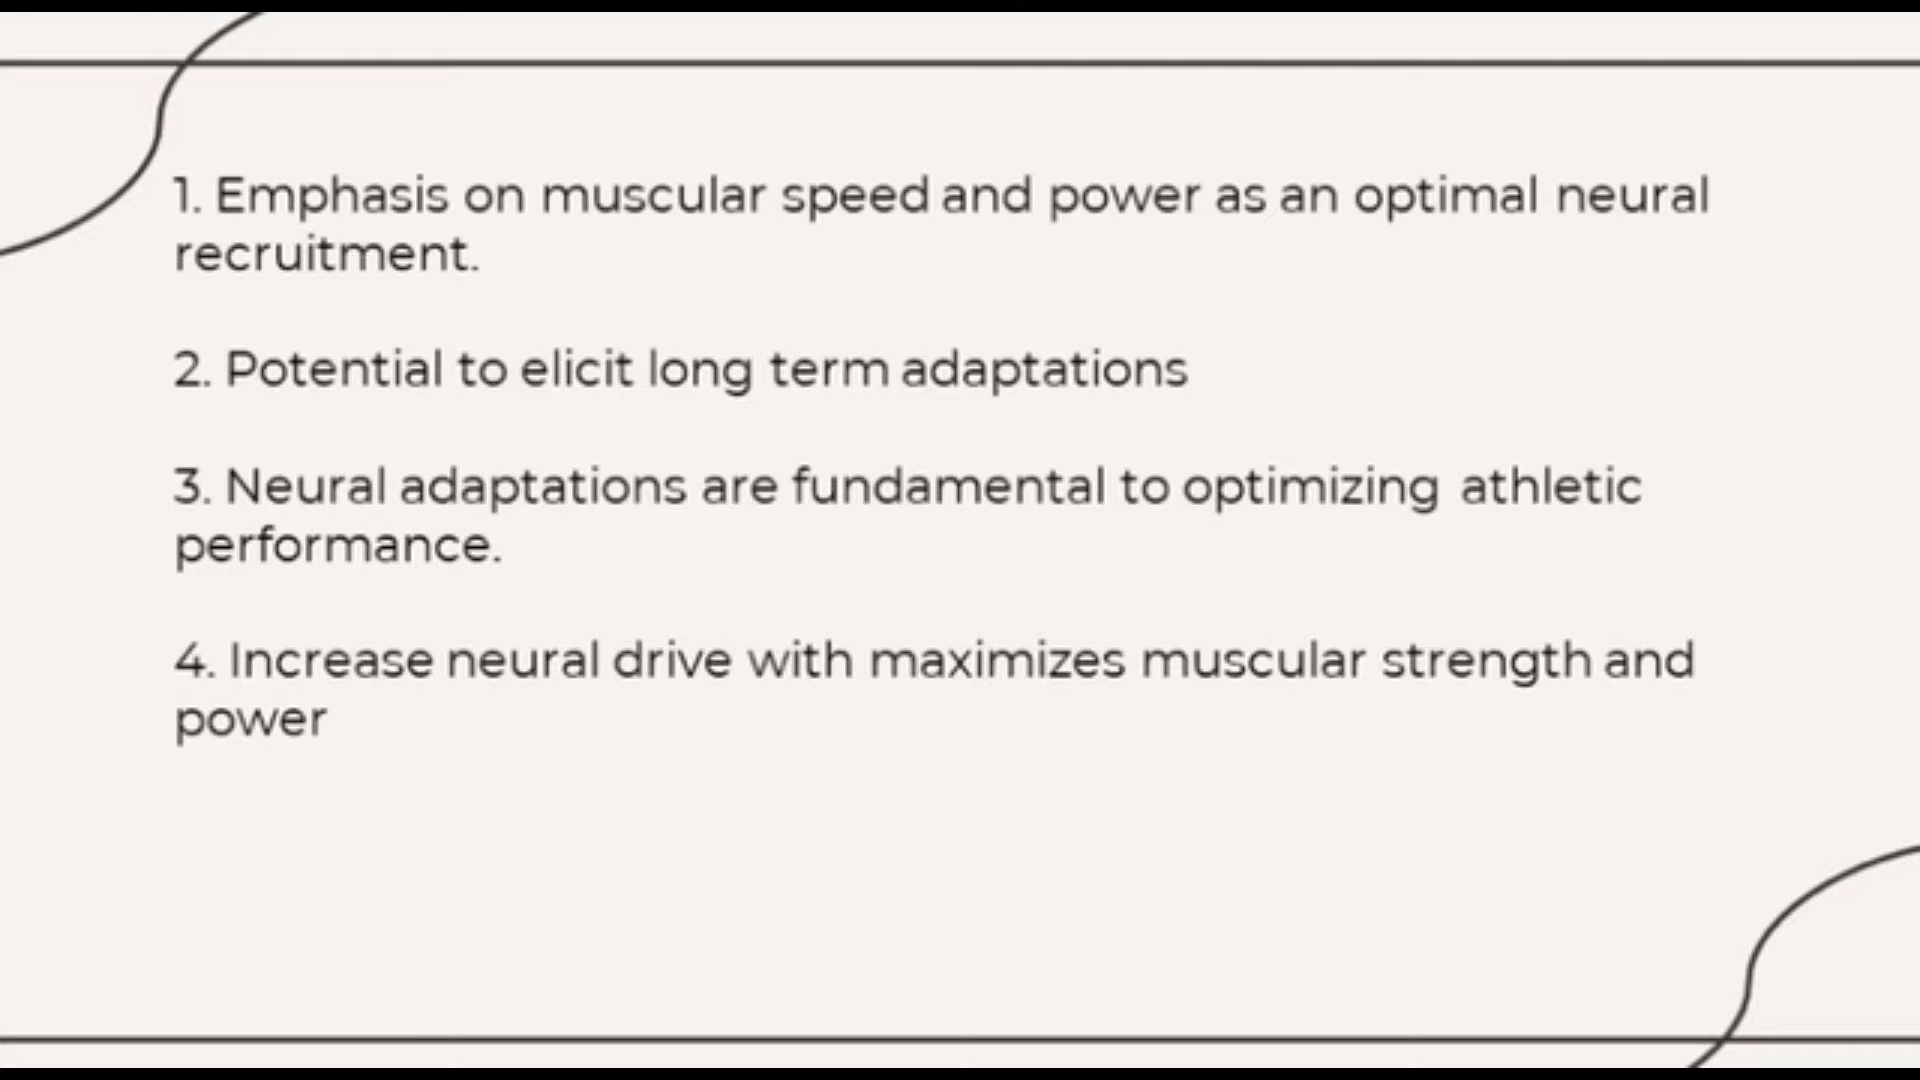 1. Emphasis on muscular speed and power as an optimal neural
recruitment.
2. Potential to elicit long term adaptations
3. Neural adaptations are fundamental to optimizing athletic
performance.
4. Increase neural drive with maximizes muscular strength and
power